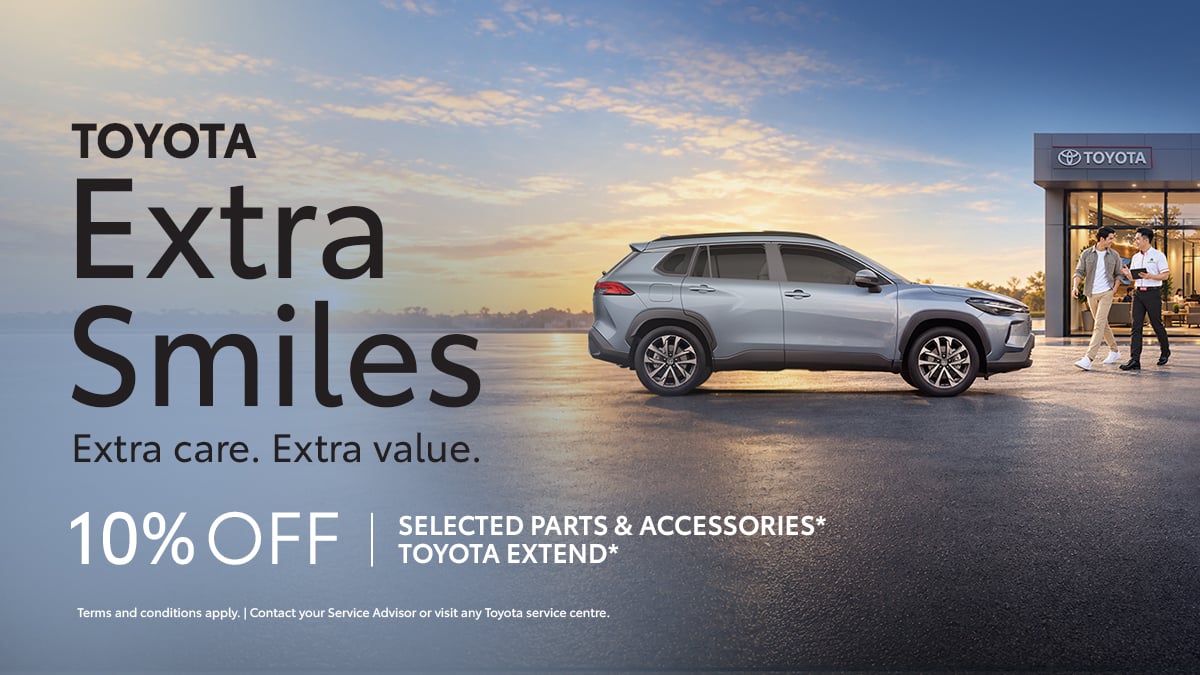 TOYOTA
Extra
Smiles
Extra care. Extra value.
10% OFF
SELECTED PARTS & ACCESSORIES*
TOYOTA EXTEND*
Terms and conditions apply. | Contact your Service Advisor or visit any Toyota service centre.
TOYOTA